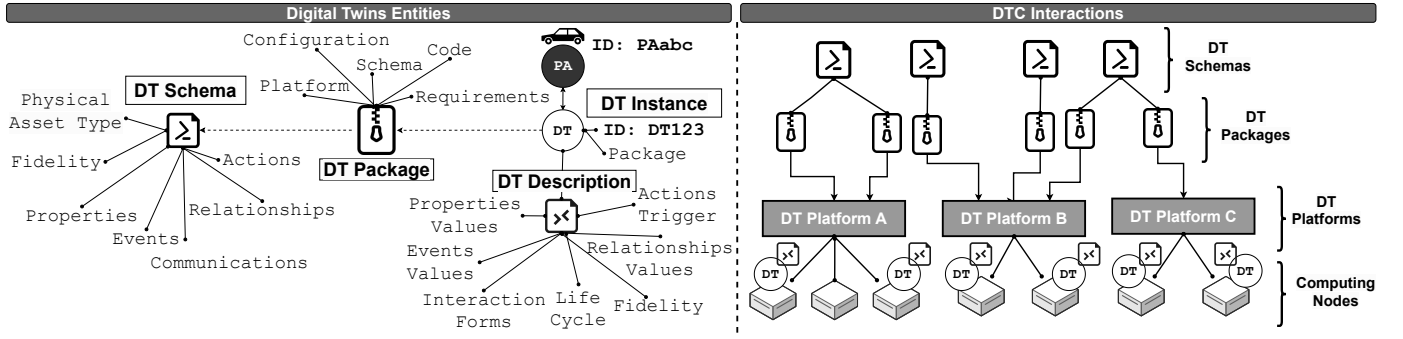 Digital Twins Entities
Configuration
Code
Schema
Platform
Requirements
ID: PAabc
PA
DT Schema
Physical
Asset Type
Fidelity
Properties
Events
Communications
Relationships
Actions
DT Package
DT Instance
DT
ID: DT123
Package
DT Description
Properties
Values
Actions
Trigger
Events
Values
Relationships
Values
Interaction
Forms
Life
Cycle
Fidelity
DTC Interactions
DT
Schemas
DT
Packages
DT Platform A
DT Platform B
DT Platform C
DT
Platforms
DT
DT
DT
DT
DT
DT
Computing
Nodes